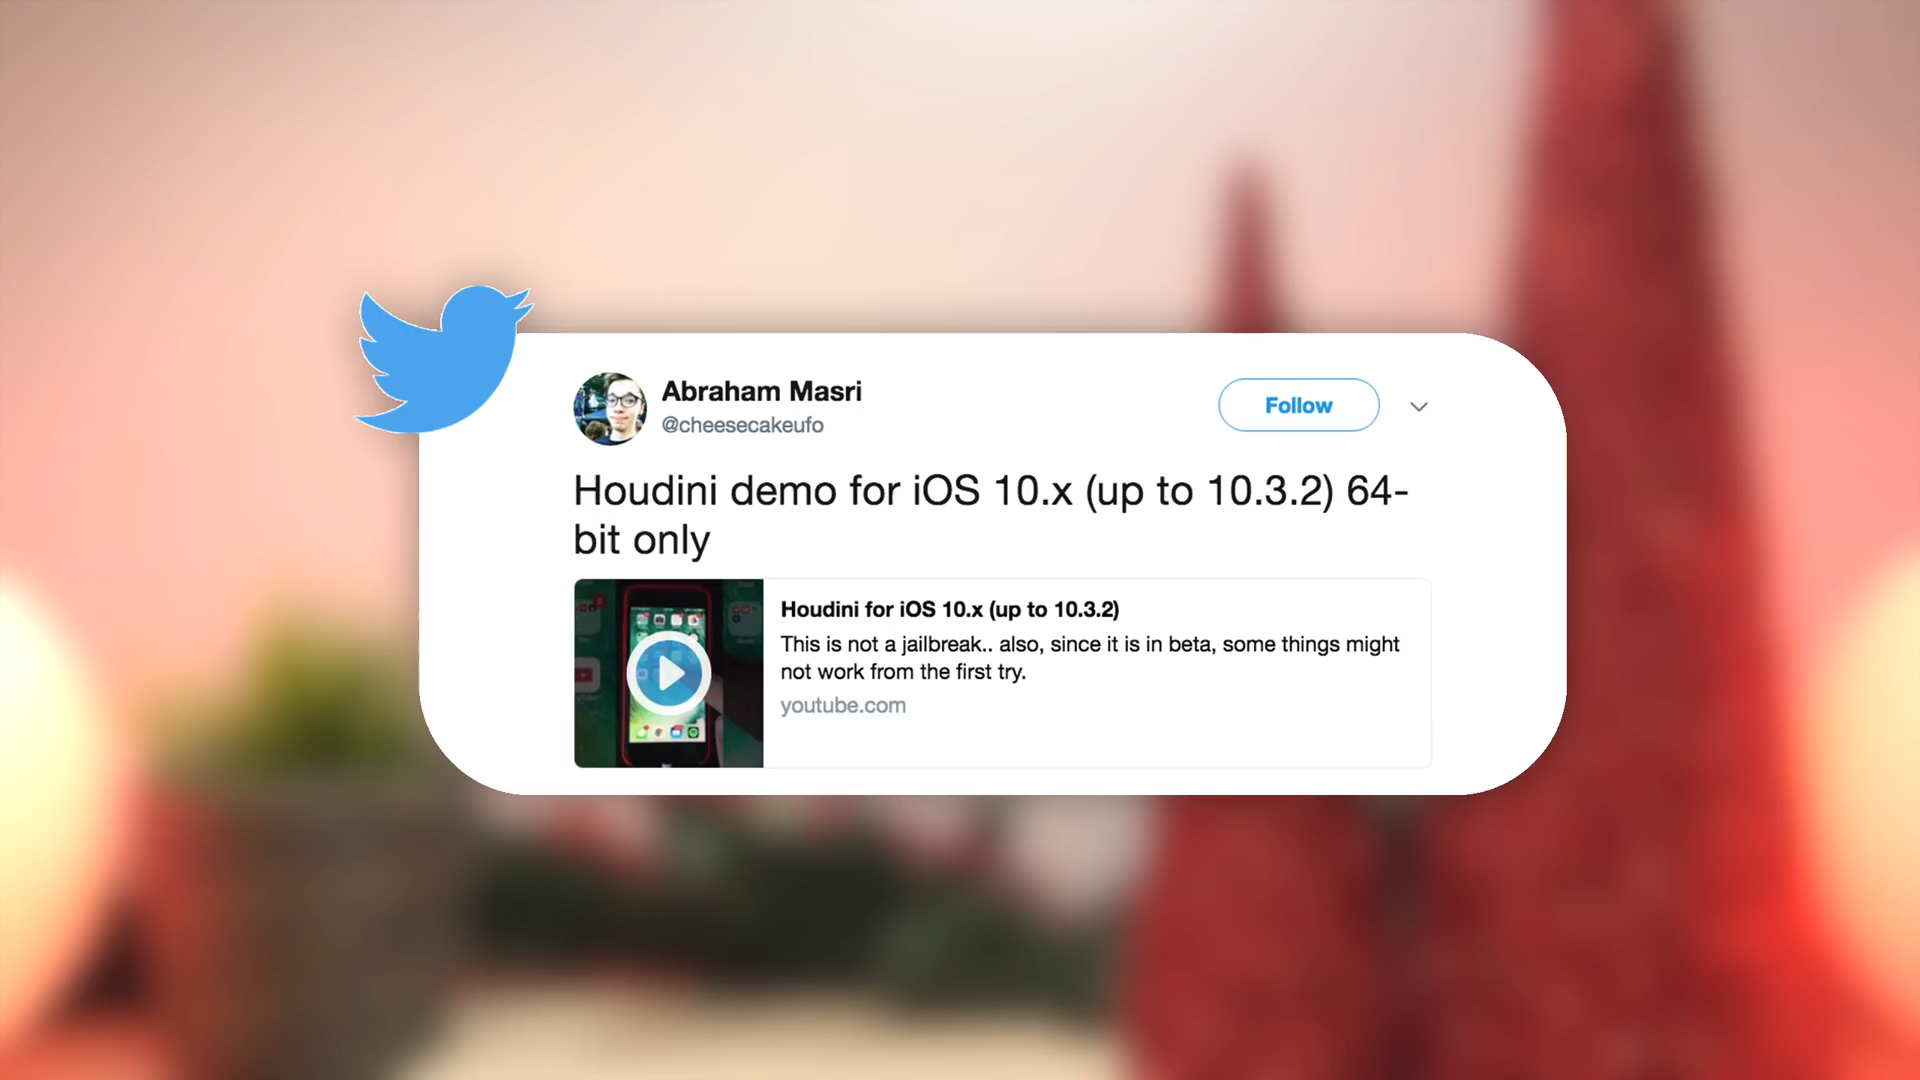 Abraham Masri
@cheesecakeufo
Follow
Houdini demo for iOS 10.x (up to 10.3.2) 64-
bit only
Houdini for iOS 10.x (up to 10.3.2)
This is not a jailbreak.. also, since it is in beta, some things might
not work from the first try.
youtube.com